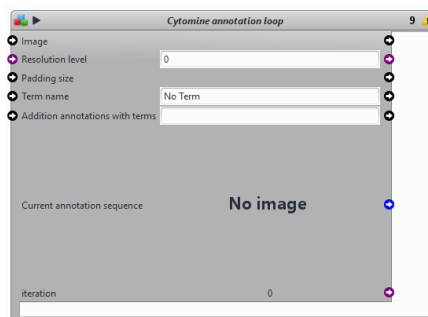 Cytomine annotation loop 9
Image
Resolution level 0
Padding size
Term name No Term
Addition annotations with terms
Current annotation sequence No image
iteration 0